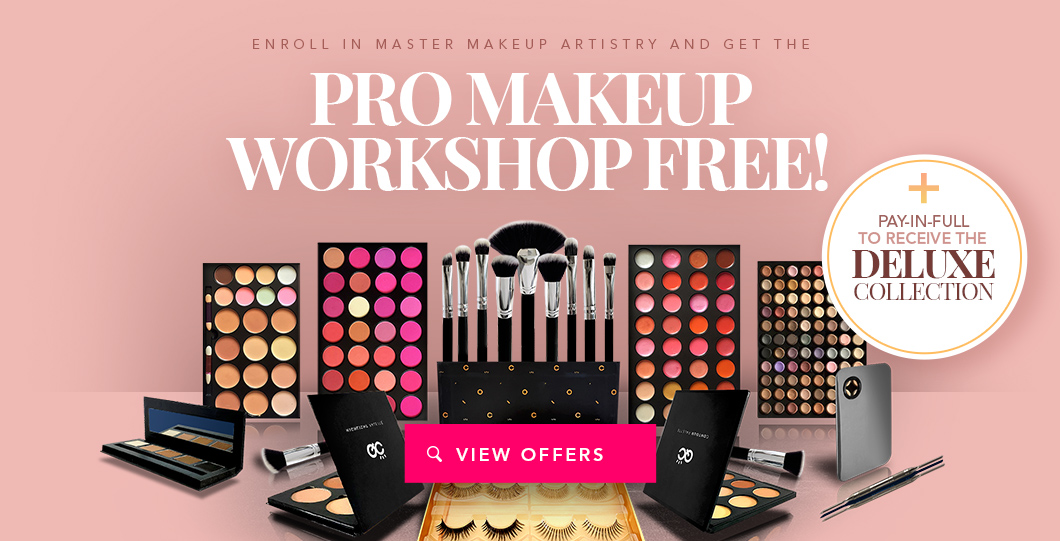 ENROLL IN MASTER MAKEUP ARTISTRY AND GET THE
PRO MAKEUP
WORKSHOP FREE!
+
PAY-IN-FULL
TO RECEIVE THE
DELUXE
COLLECTION
VIEW OFFERS